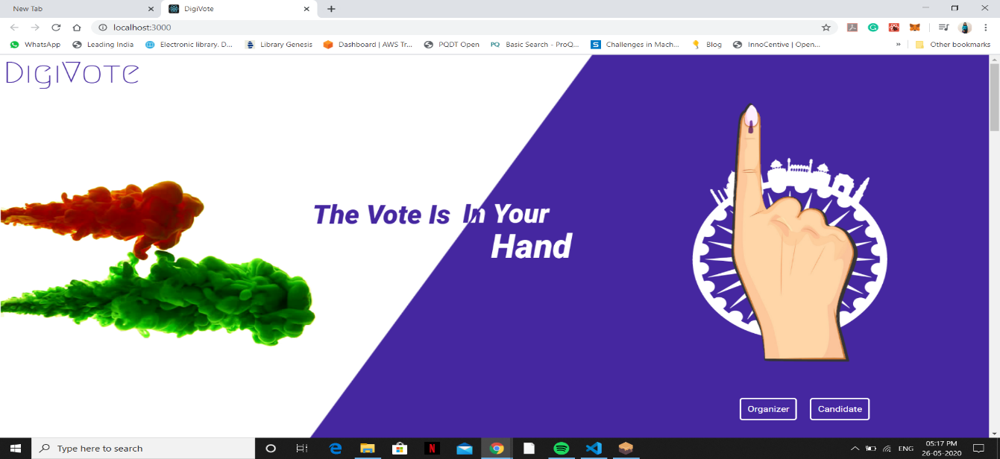 New Tab
DigiVote
localhost:3000
WhatsApp
Leading India
Electronic library. D...
Library Genesis
Dashboard | AWS Tr...
PQDT Open
PQ
Basic Search - ProQ...
S
Challenges in Mach...
Blog
InnoCentive | Open...
»
Other bookmarks
DigiVote
The Vote Is In Your
Hand
Organizer
Candidate
Type here to search
N
ENG
05:17 PM
26-05-2020